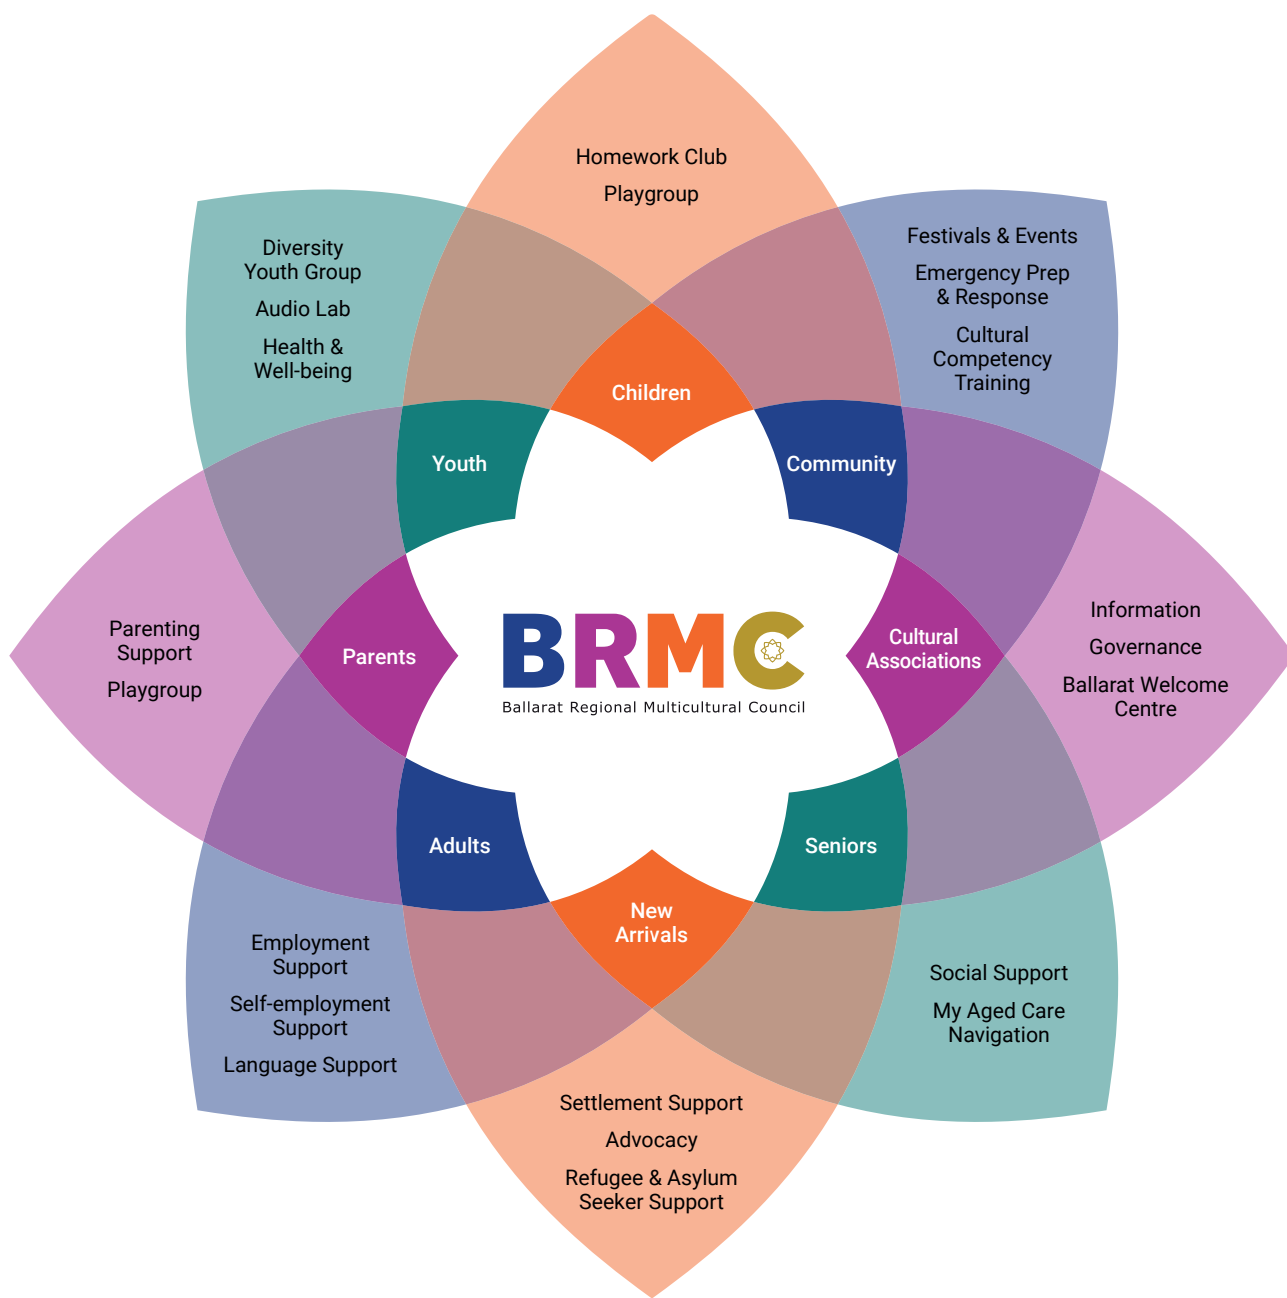 Homework Club
Playgroup
Diversity
Youth Group
Audio Lab
Health &
Well-being
Festivals & Events
Emergency Prep
& Response
Cultural
Competency
Training
Children
Youth
Community
Parenting
Support
Playgroup
Parents
BRMC
Ballarat Regional Multicultural Council
Cultural
Associations
Information
Governance
Ballarat Welcome
Centre
Adults
Seniors
New
Arrivals
Employment
Support
Self-employment
Support
Language Support
Social Support
My Aged Care
Navigation
Settlement Support
Advocacy
Refugee & Asylum
Seeker Support